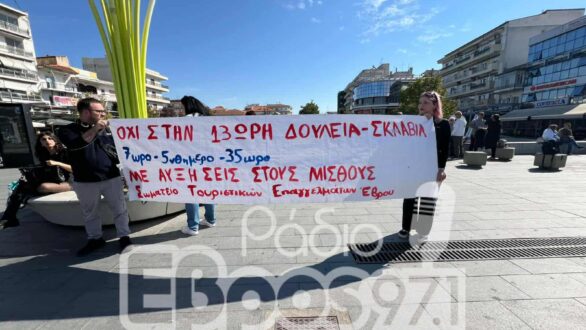 ΟΧΙ ΣΤΗΝ 13ΩΡΗ ΔΟΥΛΕΙΑ-ΣΚΛΑΒΙΑ
7ωρο-5νθημερο-35ωρο
ΜΕ ΑΥΞΗΣΕΙΣ ΣΤΟΥΣ ΜΙΣΘΟΥΣ
Σωματείο Τουριστικών Επαγγελμάτων Έβρου
Ράδιο
ΕΒΡΟΣ 97.1